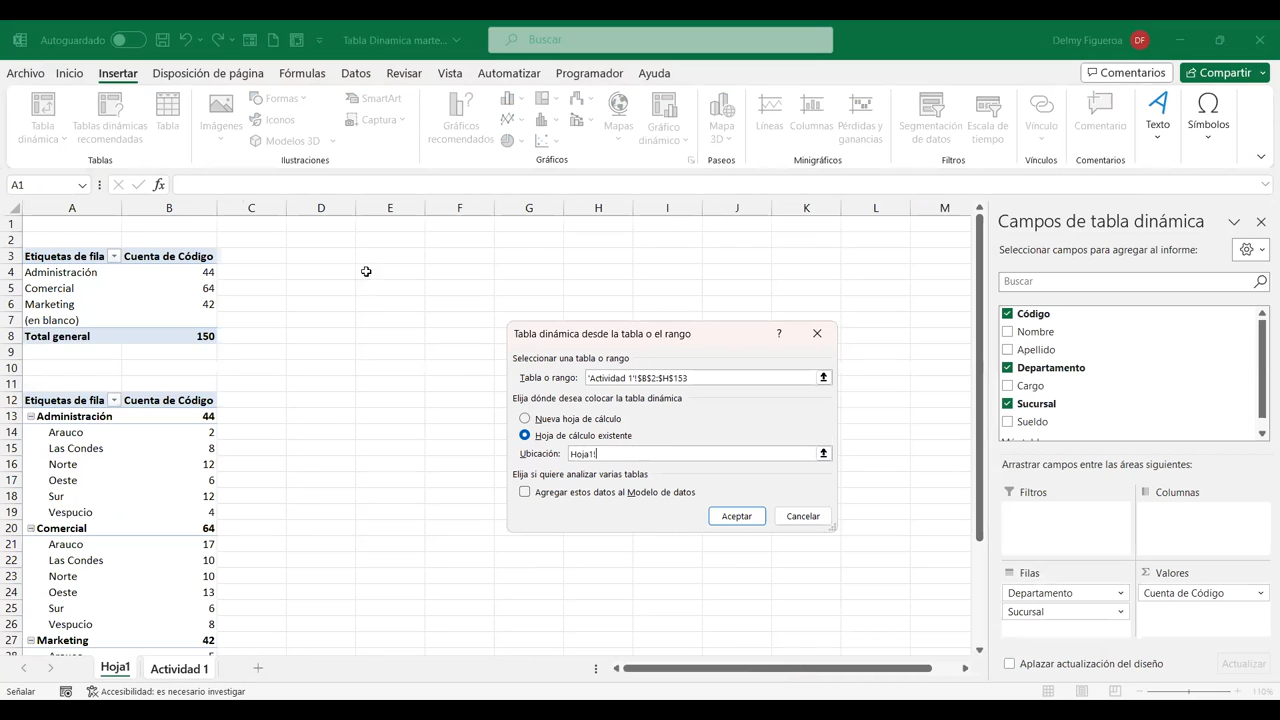 Autoguardado
Tabla Dinamica marte...
Buscar
Delmy Figueroa DF
Archivo Inicio Insertar Disposición de página Fórmulas Datos Revisar Vista Automatizar Programador Ayuda
Comentarios Compartir
Tabla dinámica
Tablas dinámicas recomendadas
Tabla
Tablas
Imágenes
Formas
Iconos
Modelos 3D
SmartArt
Captura
Ilustraciones
Gráficos recomendados
Mapas
Gráfico dinámico
Gráficos
Mapa 3D
Paseos
Líneas
Columnas
Pérdidas y ganancias
Minigráficos
Segmentación de datos
Escala de tiempo
Filtros
Vínculo
Vínculos
Comentario
Comentarios
Texto
Símbolos
A1
fx
A B C D E F G H I J K L M
1
2
3 Etiquetas de fila Cuenta de Código
4 Administración 44
5 Comercial 64
6 Marketing 42
7 (en blanco)
8 Total general 150
9
10
11
12 Etiquetas de fila Cuenta de Código
13 Administración 44
14 Arauco 2
15 Las Condes 8
16 Norte 12
17 Oeste 6
18 Sur 12
19 Vespucio 4
20 Comercial 64
21 Arauco 17
22 Las Condes 10
23 Norte 10
24 Oeste 13
25 Sur 6
26 Vespucio 8
27 Marketing 42
Tabla dinámica desde la tabla o el rango ?
Seleccionar una tabla o rango
Tabla o rango: 'Actividad 1'!$B$2:$H$153
Elija dónde desea colocar la tabla dinámica
Nueva hoja de cálculo
Hoja de cálculo existente
Ubicación: Hoja1!
Elija si quiere analizar varias tablas
Agregar estos datos al Modelo de datos
Aceptar Cancelar
Campos de tabla dinámica
Seleccionar campos para agregar al informe:
Buscar
Código
Nombre
Apellido
Departamento
Cargo
Sucursal
Sueldo
Arrastrar campos entre las áreas siguientes:
Filtros
Columnas
Filas
Departamento
Sucursal
Σ Valores
Cuenta de Código
Aplazar actualización del diseño Actualizar
Hoja1 Actividad 1
Señalar
Accesibilidad: es necesario investigar
110%